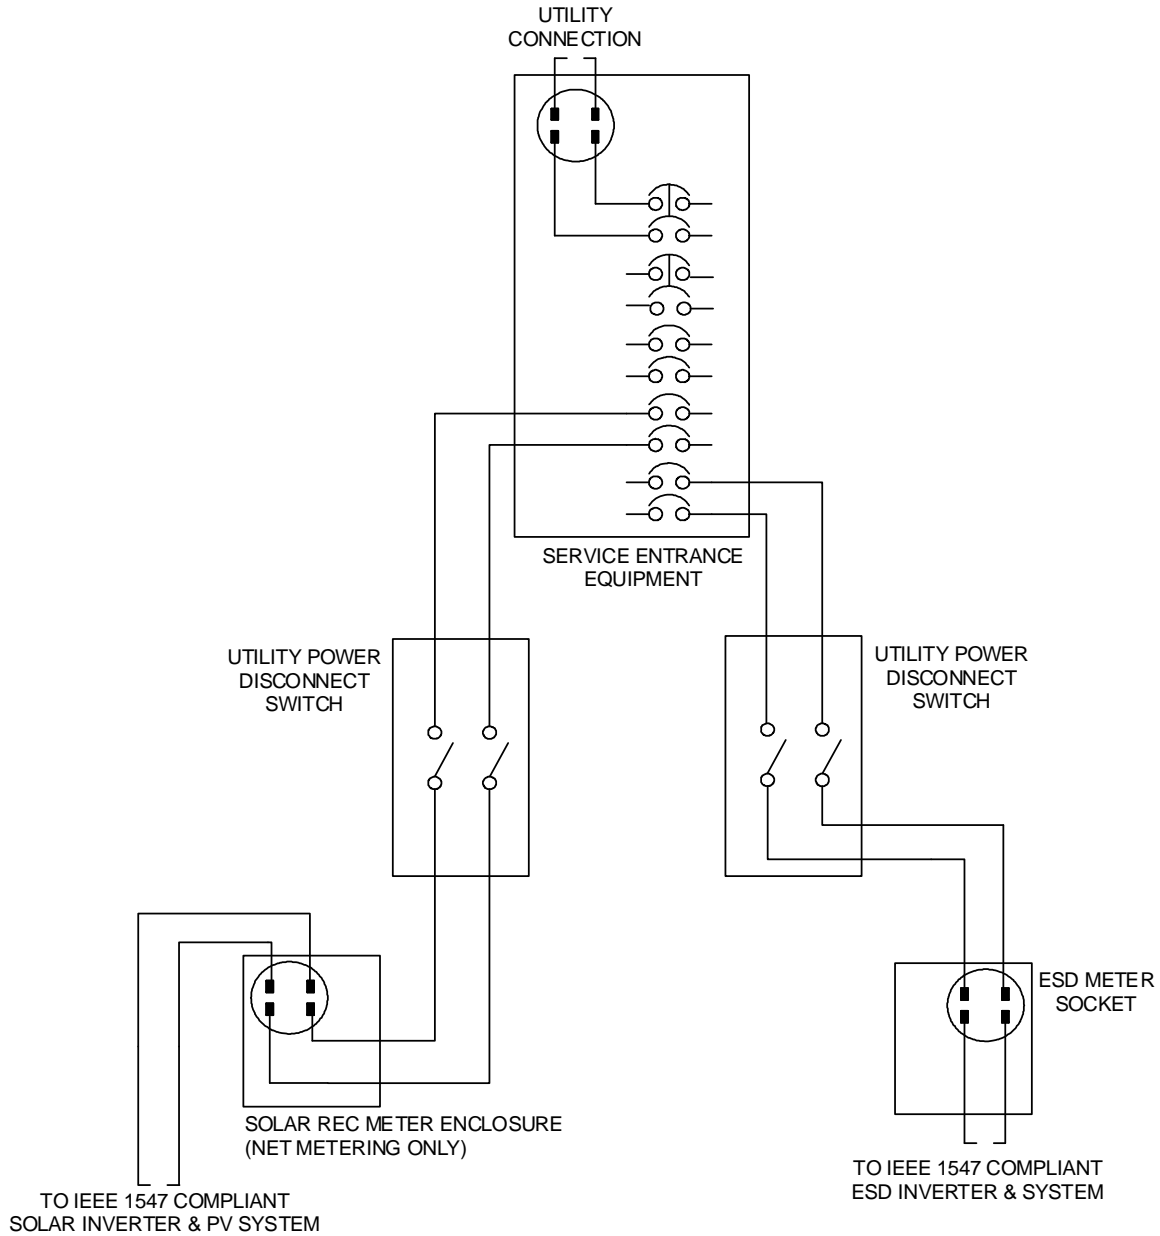 UTILITY
CONNECTION
SERVICE ENTRANCE
EQUIPMENT
UTILITY POWER
DISCONNECT
SWITCH
UTILITY POWER
DISCONNECT
SWITCH
ESD METER
SOCKET
SOLAR REC METER ENCLOSURE
(NET METERING ONLY)
TO IEEE 1547 COMPLIANT
ESD INVERTER & SYSTEM
TO IEEE 1547 COMPLIANT
SOLAR INVERTER & PV SYSTEM